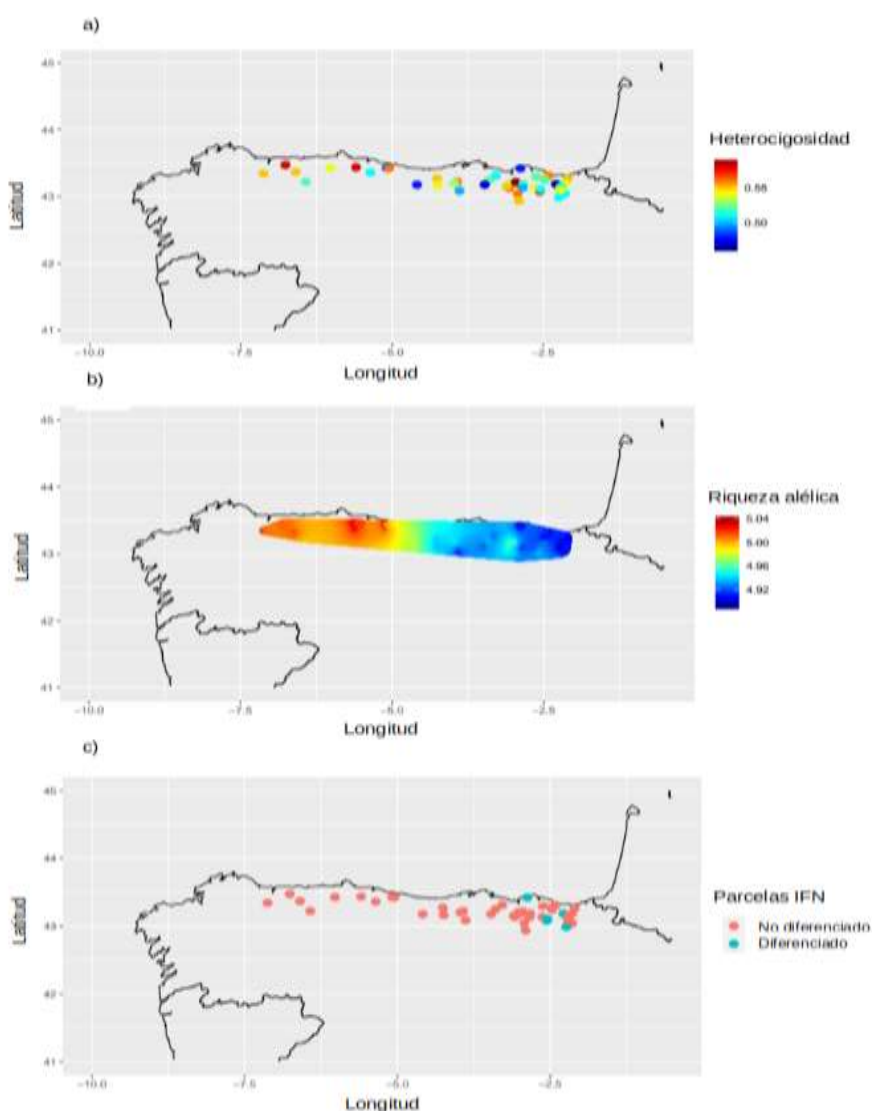 a)
45
44
43
42
41
Latitud
−10.0 −7.5 −5.0 −2.5
Longitud
Heterocigosidad
0.55
0.50
b)
45
44
43
42
41
Latitud
−10.0 −7.5 −5.0 −2.5
Longitud
Riqueza alélica
5.04
5.00
4.96
4.92
c)
45
44
43
42
41
Latitud
−10.0 −7.5 −5.0 −2.5
Longitud
Parcelas IFN
No diferenciado
Diferenciado